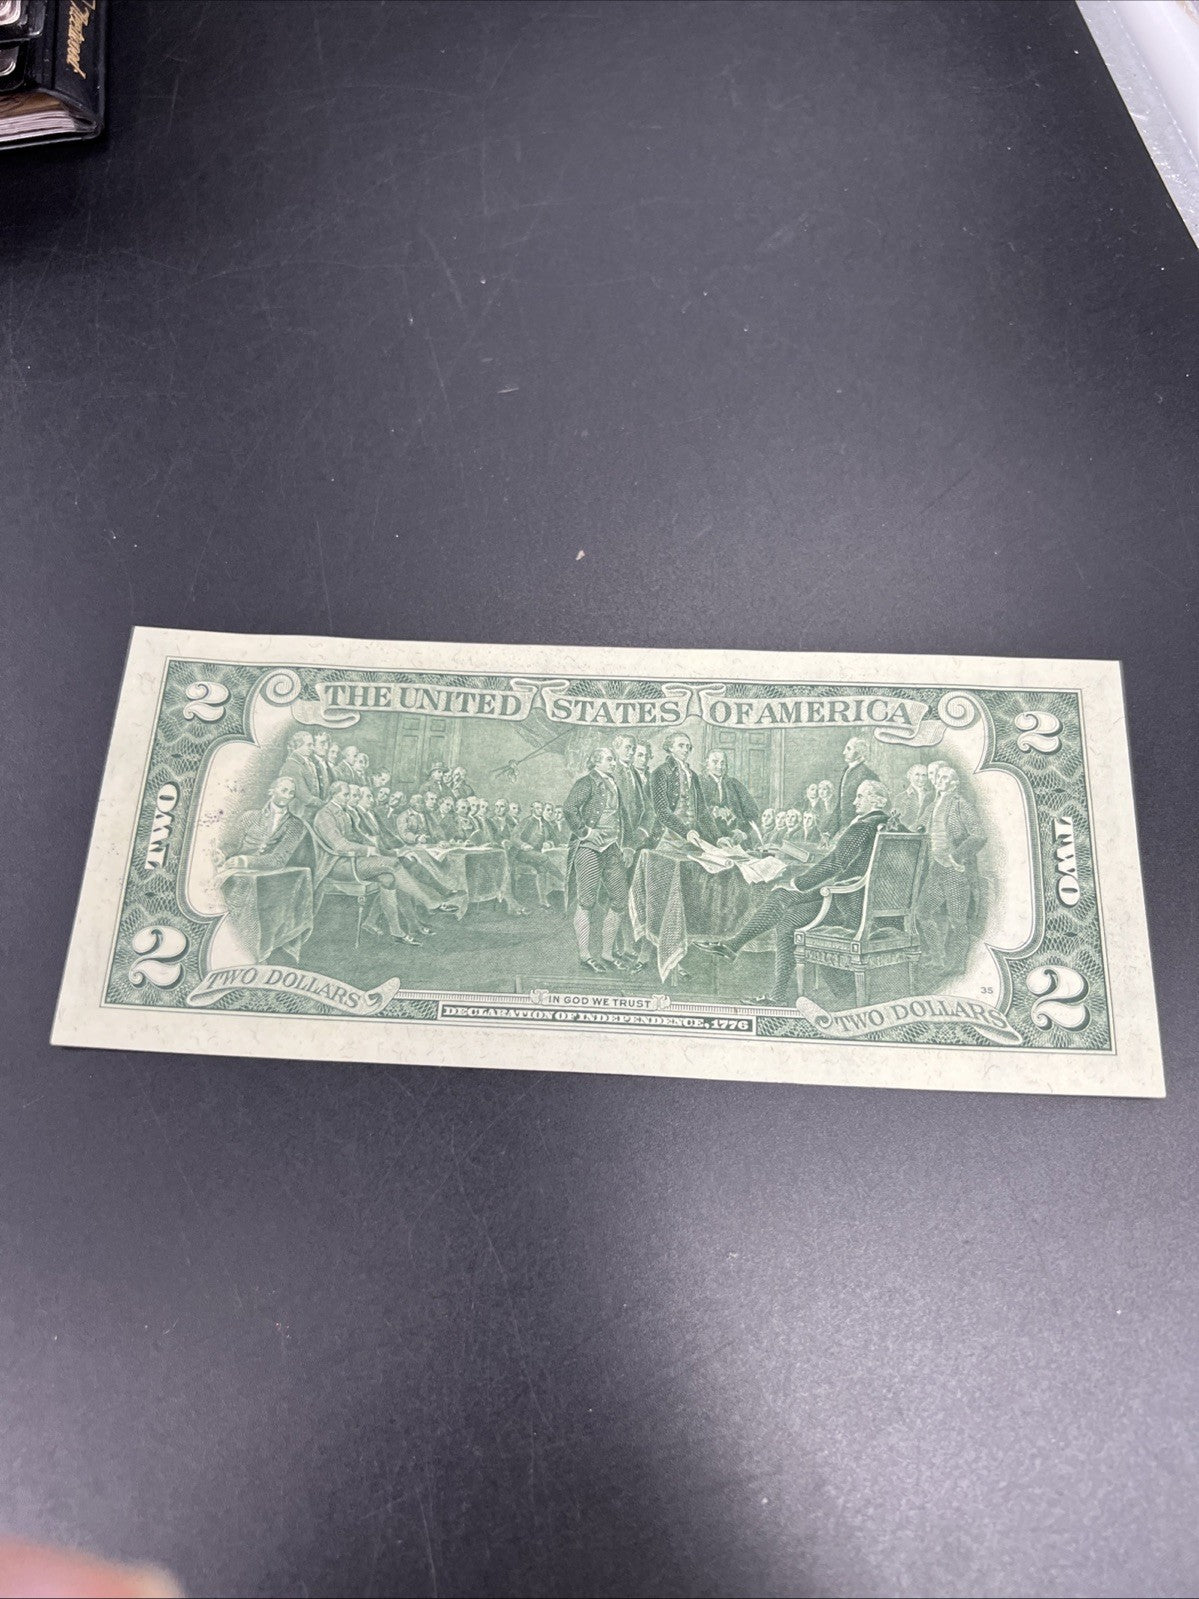 THE UNITED STATES OF AMERICA
2
2
TWO
TWO
2
2
TWO DOLLARS
IN GOD WE TRUST
35
DECLARATION OF INDEPENDENCE, 1776
TWO DOLLARS